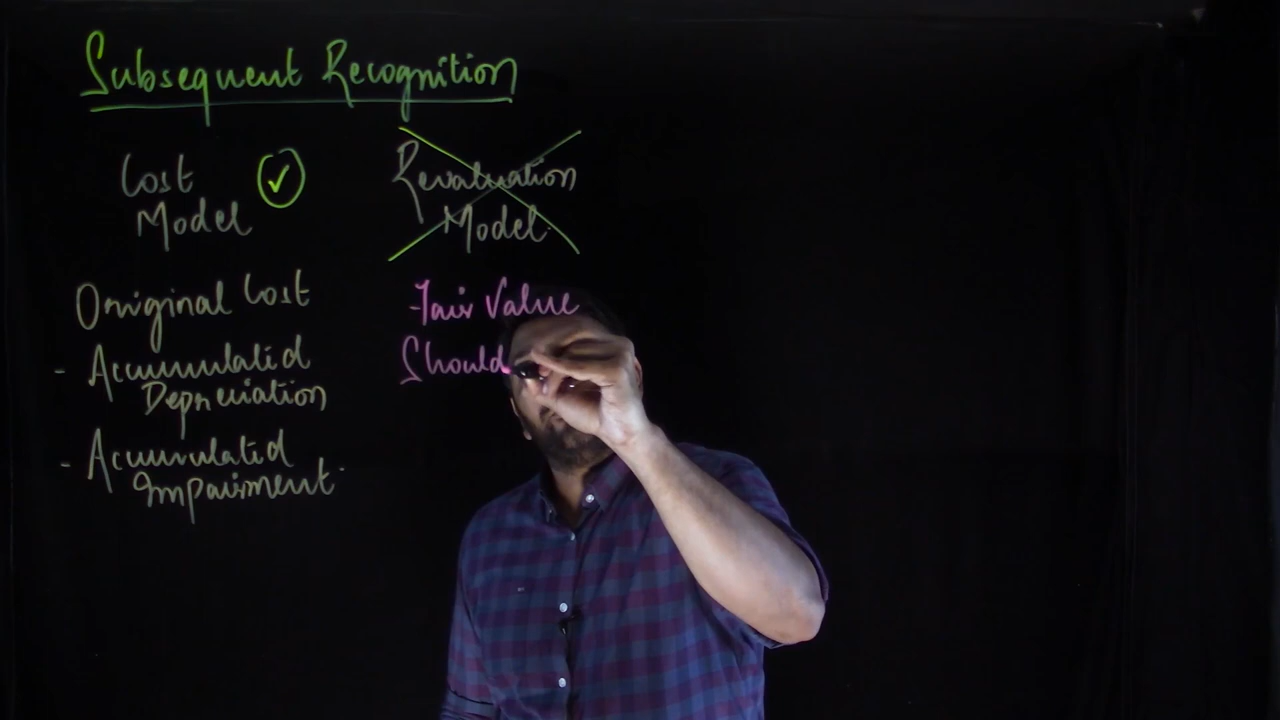 Subsequent Recognition
Cost
Model
Revaluation
Model
Original Cost
- Accumulated
Depreciation
- Accumulated
Impairment
Fair Value
Should